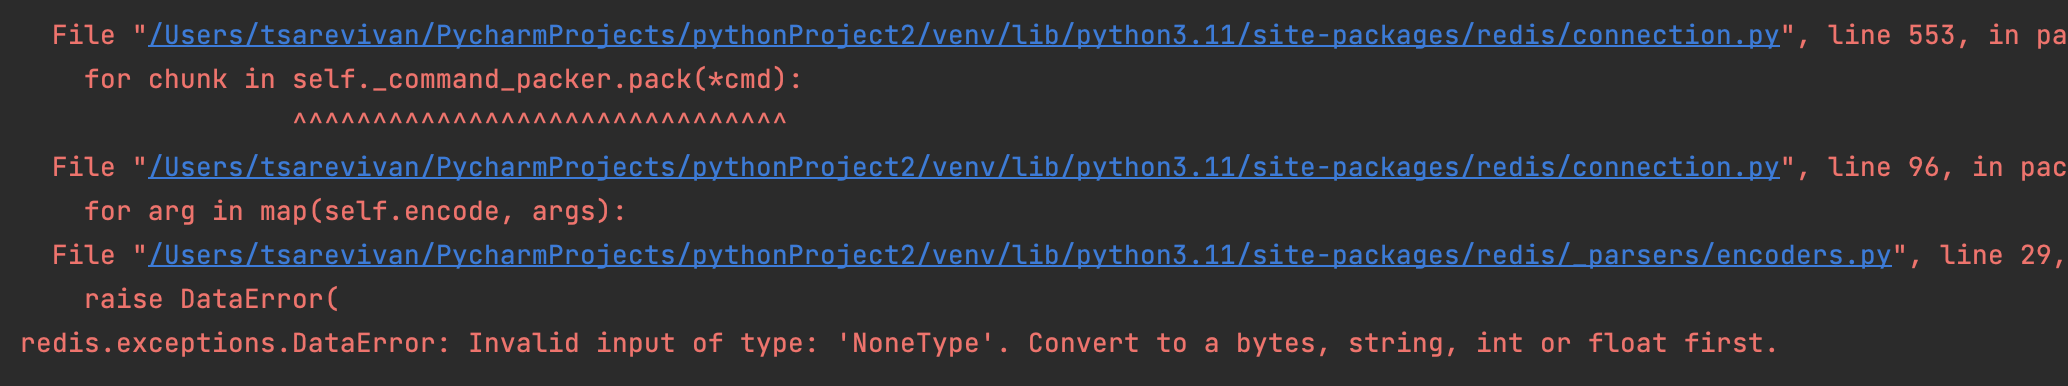 File "/Users/tsarevivan/PycharmProjects/pythonProject2/venv/lib/python3.11/site-packages/redis/connection.py", line 553, in pa
for chunk in self._command_packer.pack(*cmd):
^^^^^^^^^^^^^^^^^^^^^^^^^^^^^^^
File "/Users/tsarevivan/PycharmProjects/pythonProject2/venv/lib/python3.11/site-packages/redis/connection.py", line 96, in pac
for arg in map(self.encode, args):
File "/Users/tsarevivan/PycharmProjects/pythonProject2/venv/lib/python3.11/site-packages/redis/_parsers/encoders.py", line 29,
raise DataError(
redis.exceptions.DataError: Invalid input of type: 'NoneType'. Convert to a bytes, string, int or float first.